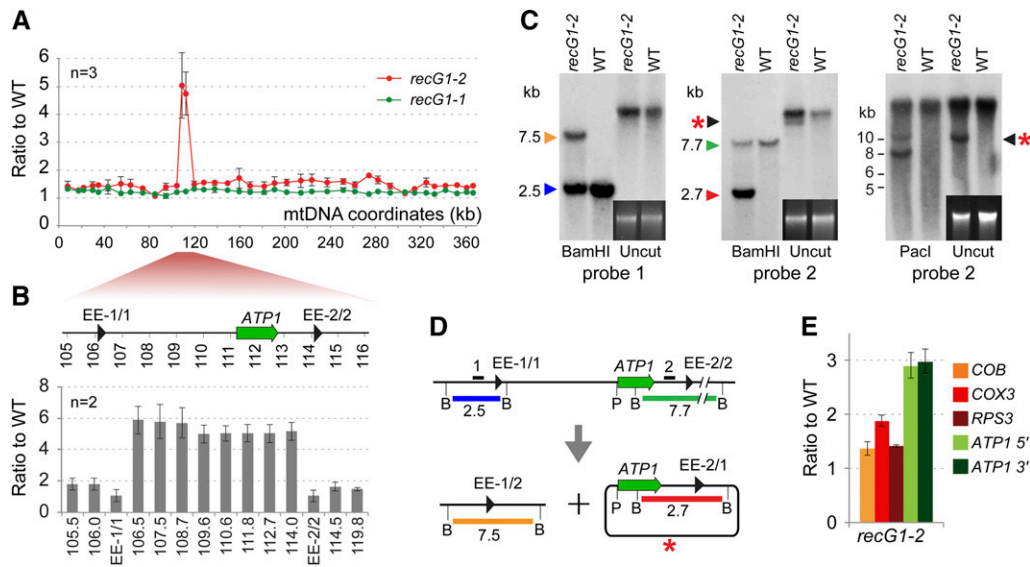 A
Ratio to WT
6
5
4
3
2
1
0
n=3
recG1-2
recG1-1
mtDNA coordinates (kb)
0 40 80 120 160 200 240 280 320 360
B
EE-1/1
ATP1
EE-2/2
105 106 107 108 109 110 111 112 113 114 115 116
Ratio to WT
8
6
4
2
0
n=2
105.5 106.0 EE-1/1 106.5 107.5 108.7 109.6 110.6 111.8 112.7 114.0 EE-2/2 114.5 119.8
C
recG1-2 WT recG1-2 WT
kb
7.5
2.5
BamHI Uncut
probe 1
recG1-2 WT recG1-2 WT
kb
*
7.7
2.7
BamHI Uncut
probe 2
recG1-2 WT recG1-2 WT
kb
10
8
6
5
*
PacI Uncut
probe 2
D
1 EE-1/1 ATP1 2 EE-2/2
B B P B B
2.5 7.7
EE-1/2
B B
7.5
+
ATP1 EE-2/1
P B B
2.7
*
E
Ratio to WT
3
2
1
0
recG1-2
COB
COX3
RPS3
ATP1 5'
ATP1 3'